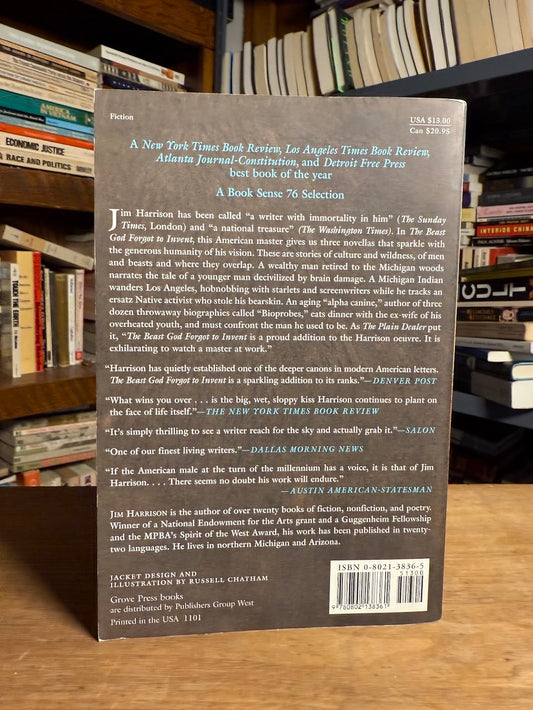 Fiction
USA $13.00
Can $20.95
A New York Times Book Review, Los Angeles Times Book Review,
Atlanta Journal-Constitution, and Detroit Free Press
best book of the year
A Book Sense 76 Selection
Jim Harrison has been called “a writer with immortality in him” (The Sunday
Times, London) and “a national treasure” (The Washington Times). In The Beast
God Forgot to Invent, this American master gives us three novellas that sparkle with
the generous humanity of his vision. These are stories of culture and wildness, of men
and beasts and where they overlap. A wealthy man retired to the Michigan woods
narrates the tale of a younger man decivilized by brain damage. A Michigan Indian
wanders Los Angeles, hobnobbing with starlets and screenwriters while he tracks an
ersatz Native activist who stole his bearskin. An aging “alpha canine,” author of three
dozen throwaway biographies called “Bioprobes,” eats dinner with the ex-wife of his
overheated youth, and must confront the man he used to be. As The Plain Dealer put
it, “The Beast God Forgot to Invent is a proud addition to the Harrison oeuvre. It is
exhilarating to watch a master at work.”
“Harrison has quietly established one of the deeper canons in modern American letters.
The Beast God Forgot to Invent is a sparkling addition to its ranks.”—DENVER POST
“What wins you over . . . is the big, wet, sloppy kiss Harrison continues to plant on
the face of life itself.”—THE NEW YORK TIMES BOOK REVIEW
“It’s simply thrilling to see a writer reach for the sky and actually grab it.”—SALON
“One of our finest living writers.”—DALLAS MORNING NEWS
“If the American male at the turn of the millennium has a voice, it is that of Jim
Harrison. . . . There seems no doubt his work will endure.”
—AUSTIN AMERICAN-STATESMAN
JIM HARRISON is the author of over twenty books of fiction, nonfiction, and poetry.
Winner of a National Endowment for the Arts grant and a Guggenheim Fellowship
and the MPBA’s Spirit of the West Award, his work has been published in twenty-
two languages. He lives in northern Michigan and Arizona.
JACKET DESIGN AND
ILLUSTRATION BY RUSSELL CHATHAM
Grove Press books
are distributed by Publishers Group West
Printed in the USA 1101
ISBN 0-8021-3836-5
51300
9 780802 138361
AMERICA
IN VIETNAM
ECONOMIC JUSTICE
RACE AND POLITICS
TOUCH THE EARTH
INTERIOR CHINA
CULT